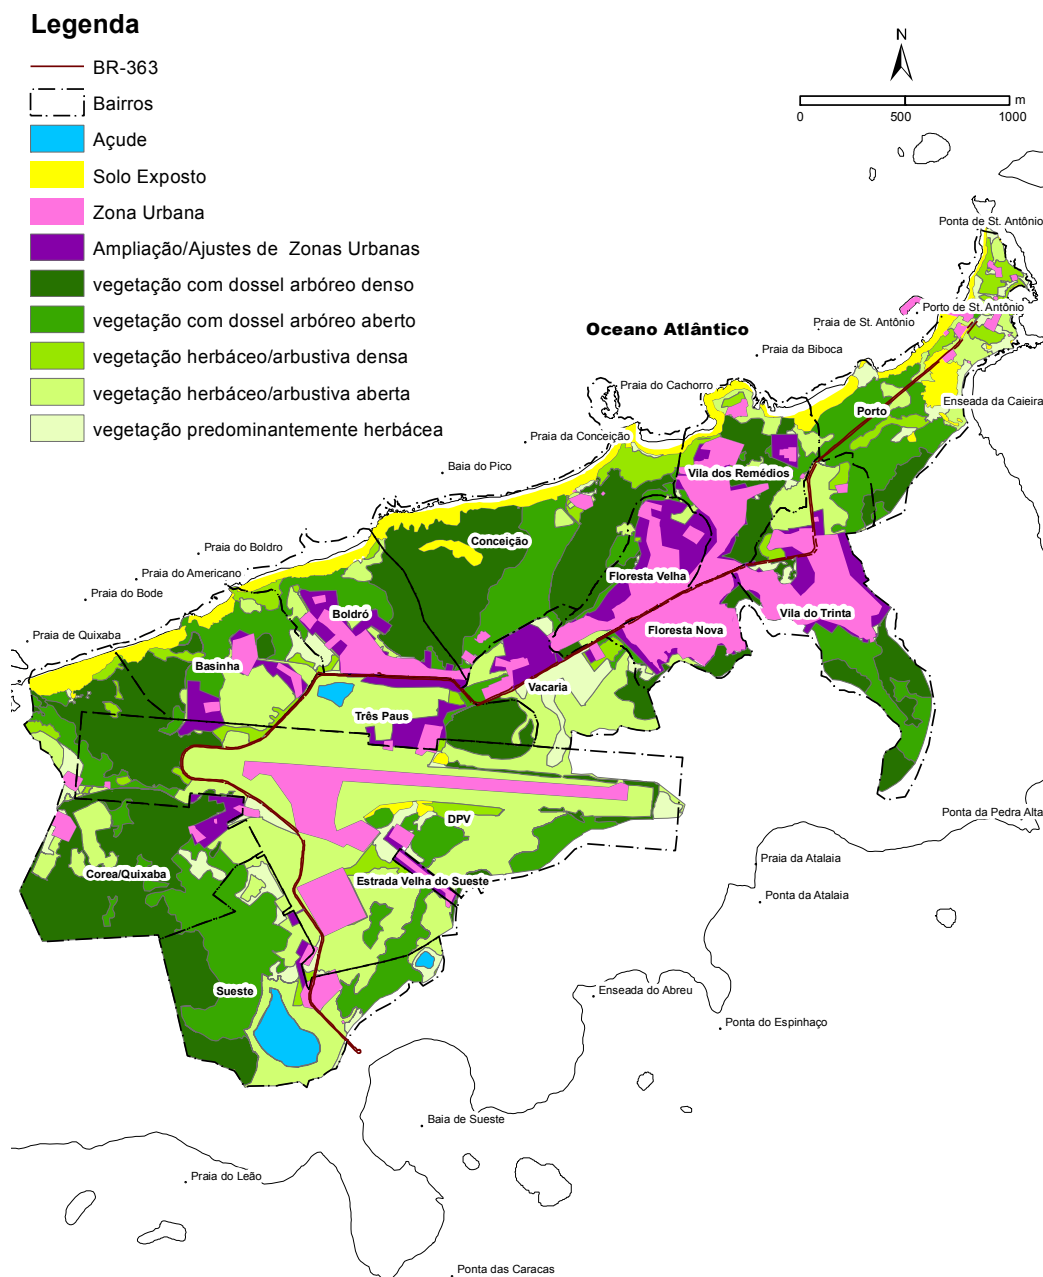 Legenda
BR-363
Bairros
Açude
Solo Exposto
Zona Urbana
Ampliação/Ajustes de Zonas Urbanas
vegetação com dossel arbóreo denso
vegetação com dossel arbóreo aberto
vegetação herbáceo/arbustiva densa
vegetação herbáceo/arbustiva aberta
vegetação predominantemente herbácea
N
m
0 500 1000
Ponta de St. Antônio
Porto de St. Antônio
Praia de St. Antônio
Oceano Atlântico
Praia da Biboca
Praia do Cachorro
Enseada da Caieira
Porto
Praia da Conceição
Baia do Pico
Vila dos Remédios
Conceição
Praia do Boldro
Praia do Americano
Floresta Velha
Praia do Bode
Boldró
Vila do Trinta
Floresta Nova
Praia de Quixaba
Basinha
Vacaria
Três Paus
Ponta da Pedra Alta
DPV
Praia da Atalaia
Corea/Quixaba
Estrada Velha do Sueste
Ponta da Atalaia
Sueste
Enseada do Abreu
Ponta do Espinhaço
Baia de Sueste
Praia do Leão
Ponta das Caracas